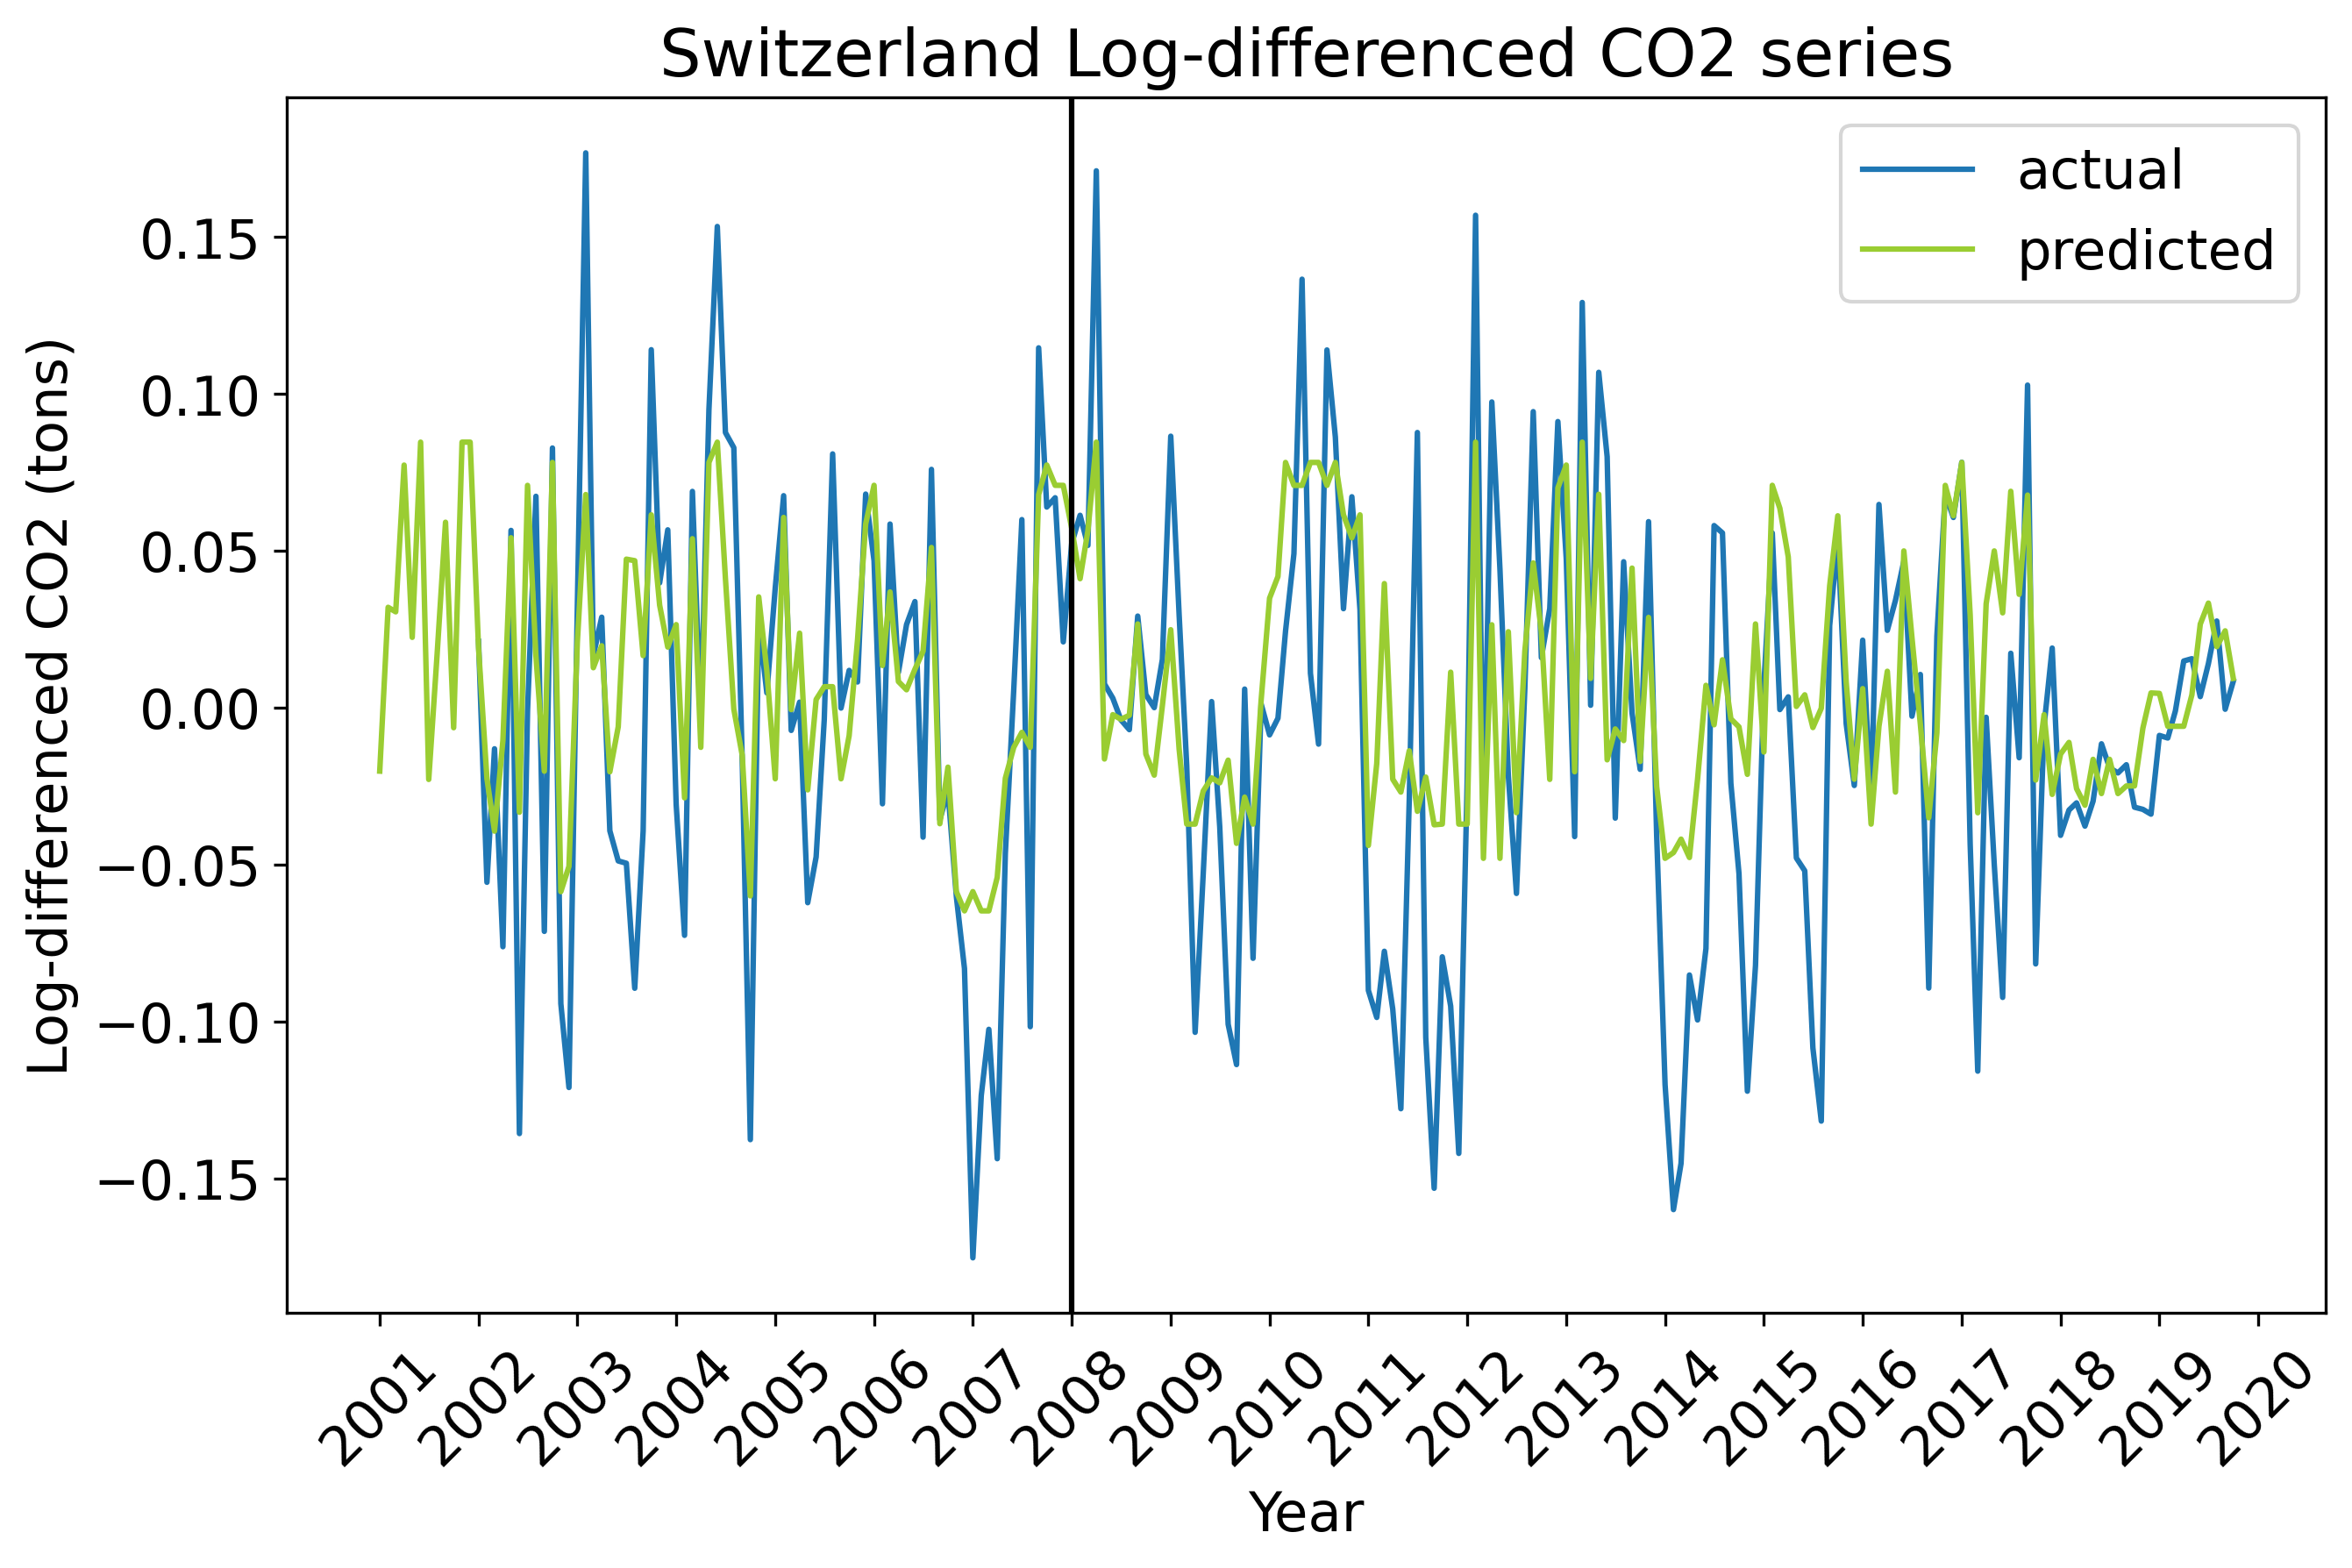 Switzerland Log-differenced CO2 series
actual
predicted
Log-differenced CO2 (tons)
0.15
0.10
0.05
0.00
−0.05
−0.10
−0.15
2001 2002 2003 2004 2005 2006 2007 2008 2009 2010 2011 2012 2013 2014 2015 2016 2017 2018 2019 2020
Year